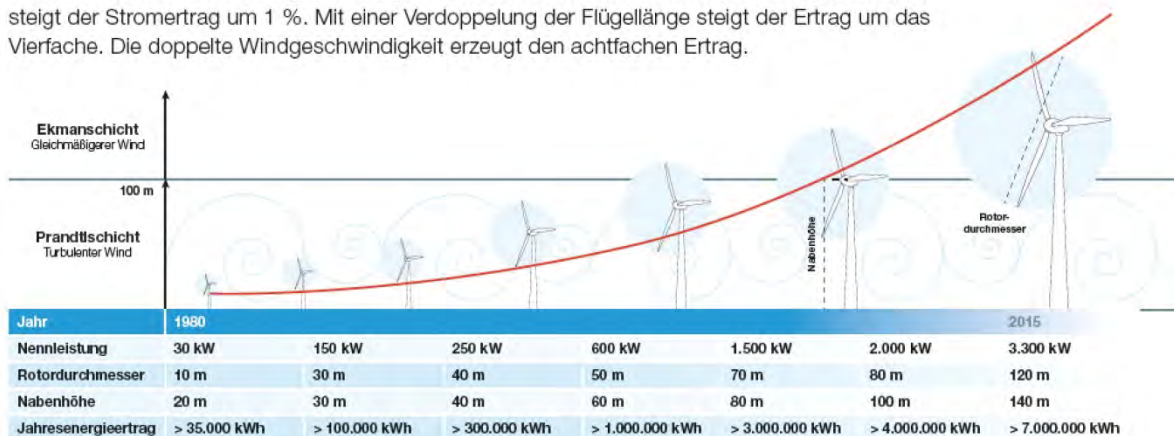 steigt der Stromertrag um 1 %. Mit einer Verdoppelung der Flügellänge steigt der Ertrag um das
Vierfache. Die doppelte Windgeschwindigkeit erzeugt den achtfachen Ertrag.
Ekmanschicht
Gleichmäßigerer Wind
100 m
Prandtlschicht
Turbulenter Wind
Nabenhöhe
Rotor-
durchmesser
Jahr 1980 2015
Nennleistung 30 kW 150 kW 250 kW 600 kW 1.500 kW 2.000 kW 3.300 kW
Rotordurchmesser 10 m 30 m 40 m 50 m 70 m 80 m 120 m
Nabenhöhe 20 m 30 m 40 m 60 m 80 m 100 m 140 m
Jahresenergieertrag > 35.000 kWh > 100.000 kWh > 300.000 kWh > 1.000.000 kWh > 3.000.000 kWh > 4.000.000 kWh > 7.000.000 kWh